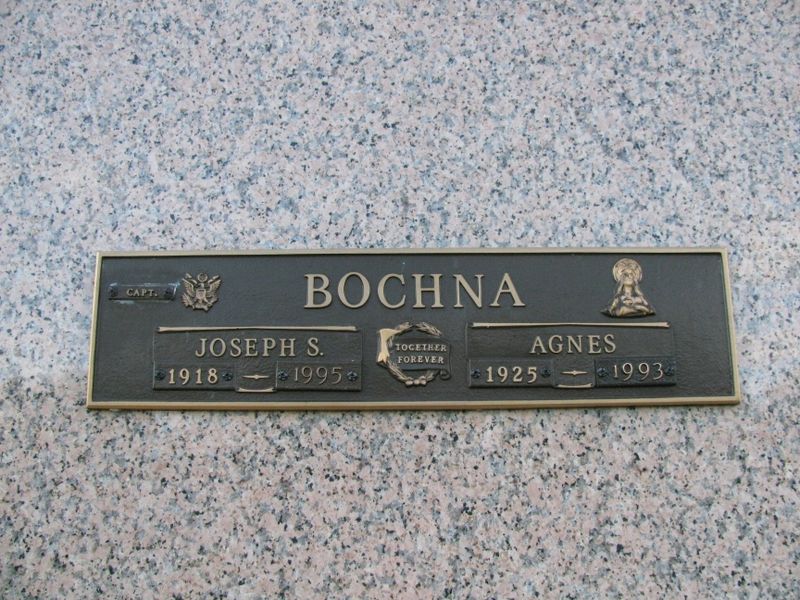 CAPT.
BOCHNA
JOSEPH S.
1918 1995
TOGETHER
FOREVER
AGNES
1925 1993